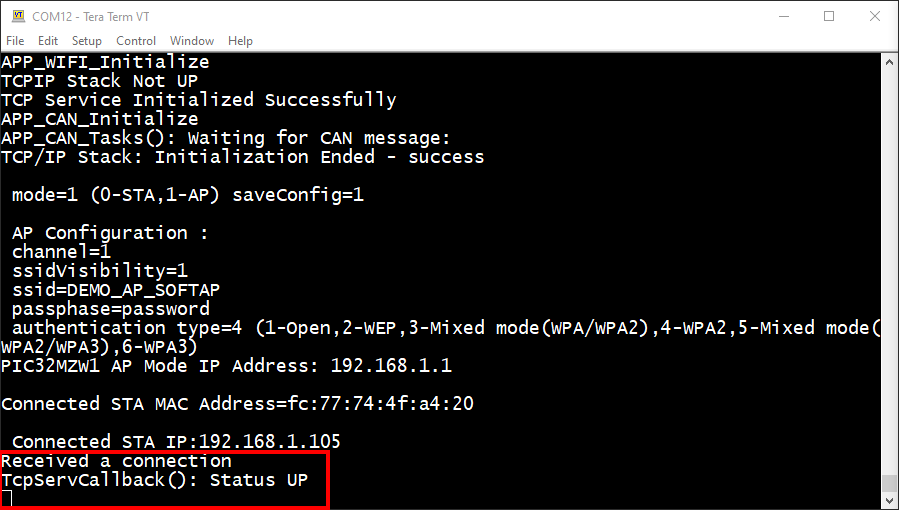 COM12 - Tera Term VT
File Edit Setup Control Window Help
APP_WIFI_Initialize
TCPIP Stack Not UP
TCP Service Initialized Successfully
APP_CAN_Initialize
APP_CAN_Tasks(): Waiting for CAN message:
TCP/IP Stack: Initialization Ended - success
mode=1 (0-STA,1-AP) saveConfig=1
AP Configuration :
channel=1
ssidVisibility=1
ssid=DEMO_AP_SOFTAP
passphase=password
authentication type=4 (1-Open,2-WEP,3-Mixed mode(WPA/WPA2),4-WPA2,5-Mixed mode(
WPA2/WPA3),6-WPA3)
PIC32MZW1 AP Mode IP Address: 192.168.1.1
Connected STA MAC Address=fc:77:74:4f:a4:20
Connected STA IP:192.168.1.105
Received a connection
TcpServCallback(): Status UP